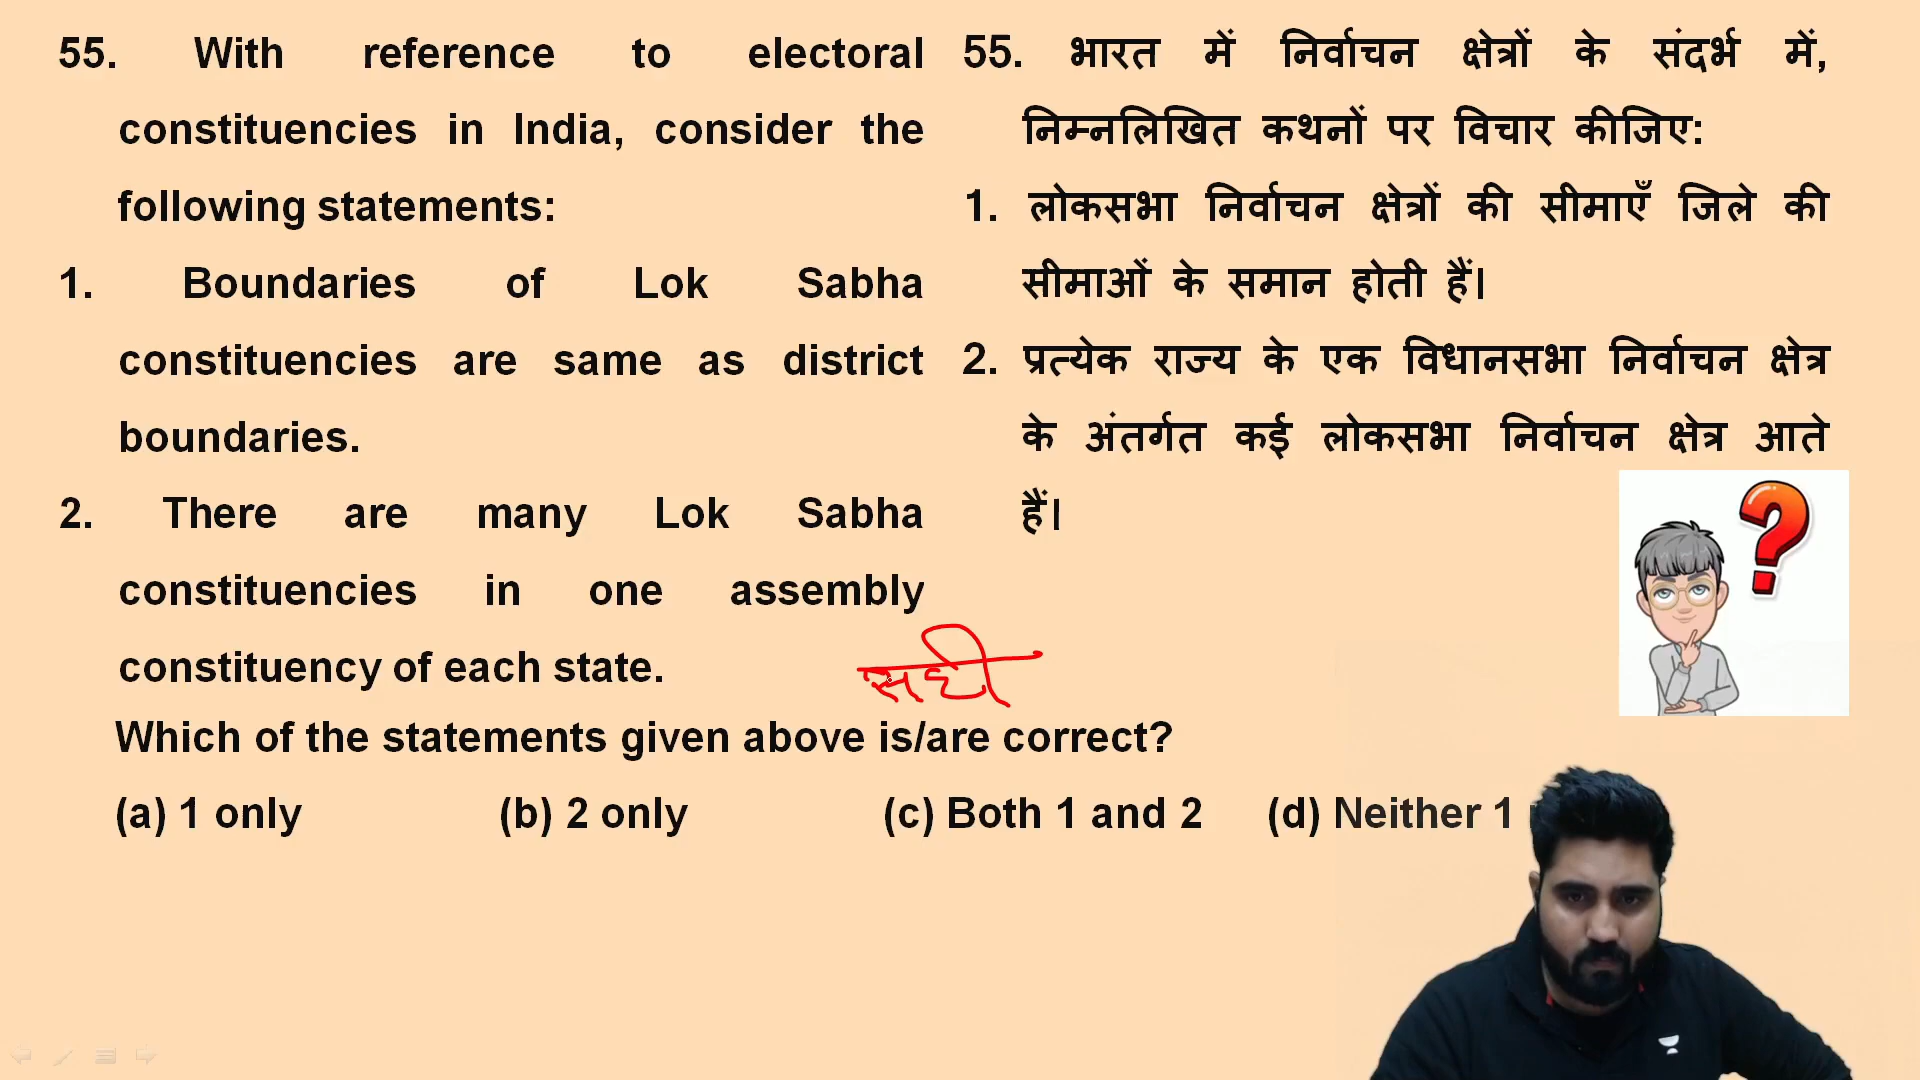 55. With reference to electoral
constituencies in India, consider the
following statements:
1. Boundaries of Lok Sabha
constituencies are same as district
boundaries.
2. There are many Lok Sabha
constituencies in one assembly
constituency of each state.
55. भारत में निर्वाचन क्षेत्रों के संदर्भ में,
निम्नलिखित कथनों पर विचार कीजिए:
1. लोकसभा निर्वाचन क्षेत्रों की सीमाएँ जिले की
सीमाओं के समान होती हैं।
2. प्रत्येक राज्य के एक विधानसभा निर्वाचन क्षेत्र
के अंतर्गत कई लोकसभा निर्वाचन क्षेत्र आते
हैं।
सही
Which of the statements given above is/are correct?
(a) 1 only (b) 2 only (c) Both 1 and 2 (d) Neither 1